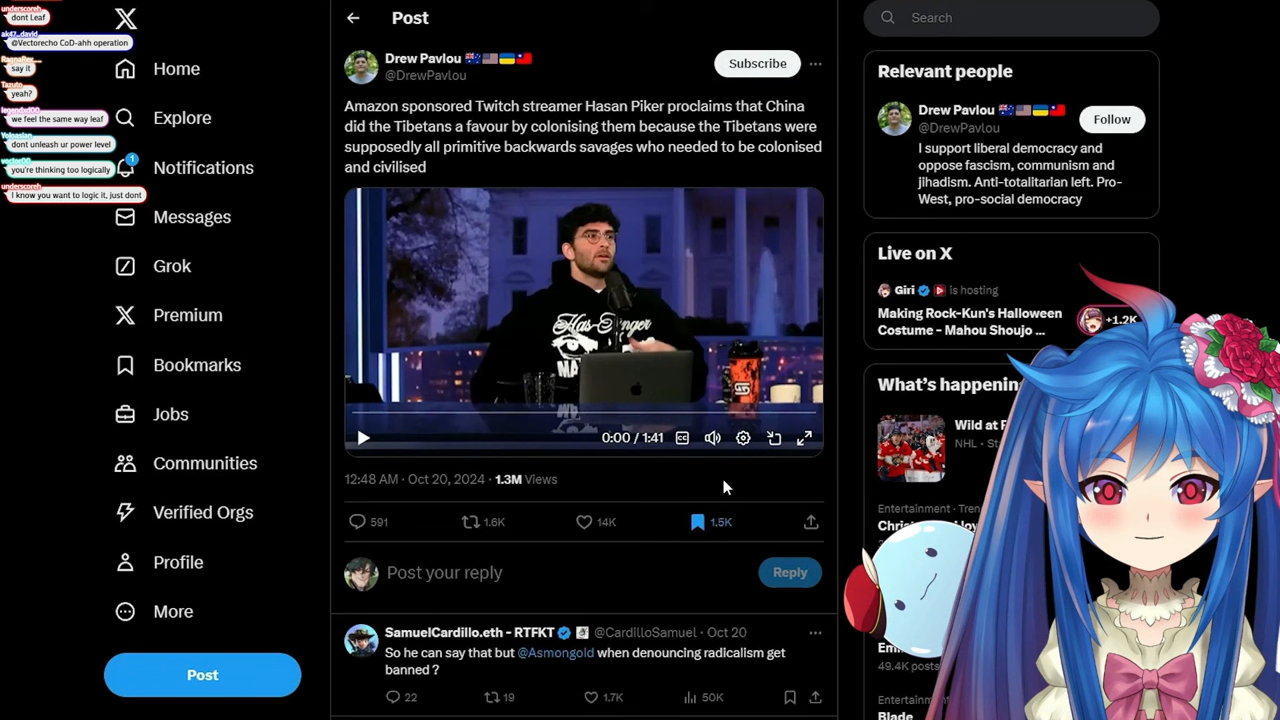 underscoreh
dont Leaf
ak47_david
@Vectorecho CoD-ahh operation
say it
Tazuto
yeah?
we feel the same way leaf
Yoleasian
dont unleash ur power level
vector00
you're thinking too logically
underscoreh
I know you want to logic it, just dont
Home
Explore
1
Notifications
Messages
Grok
Premium
Bookmarks
Jobs
Communities
Verified Orgs
Profile
More
Post
Post
Drew Pavlou
@DrewPavlou
Subscribe
Amazon sponsored Twitch streamer Hasan Piker proclaims that China
did the Tibetans a favour by colonising them because the Tibetans were
supposedly all primitive backwards savages who needed to be colonised
and civilised
0:00 / 1:41
CC
12:48 AM · Oct 20, 2024 · 1.3M Views
591
1.6K
14K
1.5K
Post your reply
Reply
SamuelCardillo.eth - RTFKT
@CardilloSamuel · Oct 20
So he can say that but @Asmongold when denouncing radicalism get
banned ?
22
19
1.7K
50K
Search
Relevant people
Drew Pavlou
@DrewPavlou
Follow
I support liberal democracy and
oppose fascism, communism and
jihadism. Anti-totalitarian left. Pro-
West, pro-social democracy
Live on X
Giri
is hosting
Making Rock-Kun's Halloween
Costume - Mahou Shoujo ...
+1.2K
What's happening
Wild at
NHL
Entertainment
49.4K posts
Entertainment
Blade